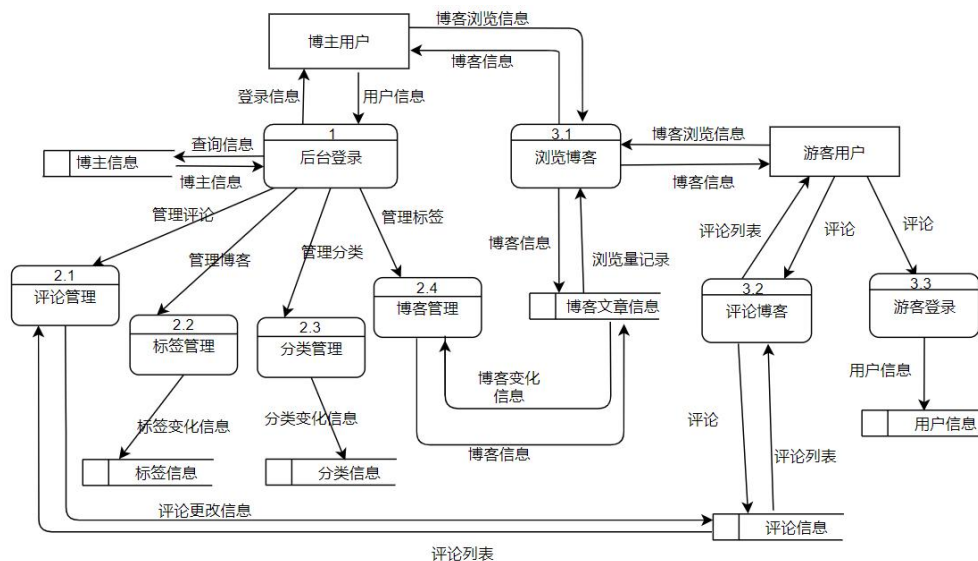 博客浏览信息
博主用户
博客信息
登录信息
用户信息
1
后台登录
3.1
浏览博客
博客浏览信息
游客用户
查询信息
博主信息
博主信息
博客信息
管理评论
管理标签
博客信息
评论列表
评论
评论
管理博客
管理分类
浏览量记录
2.1
评论管理
2.4
博客管理
博客文章信息
3.2
评论博客
3.3
游客登录
2.2
标签管理
2.3
分类管理
博客变化
信息
用户信息
标签变化信息
分类变化信息
评论
用户信息
标签信息
分类信息
博客信息
评论列表
评论更改信息
评论信息
评论列表